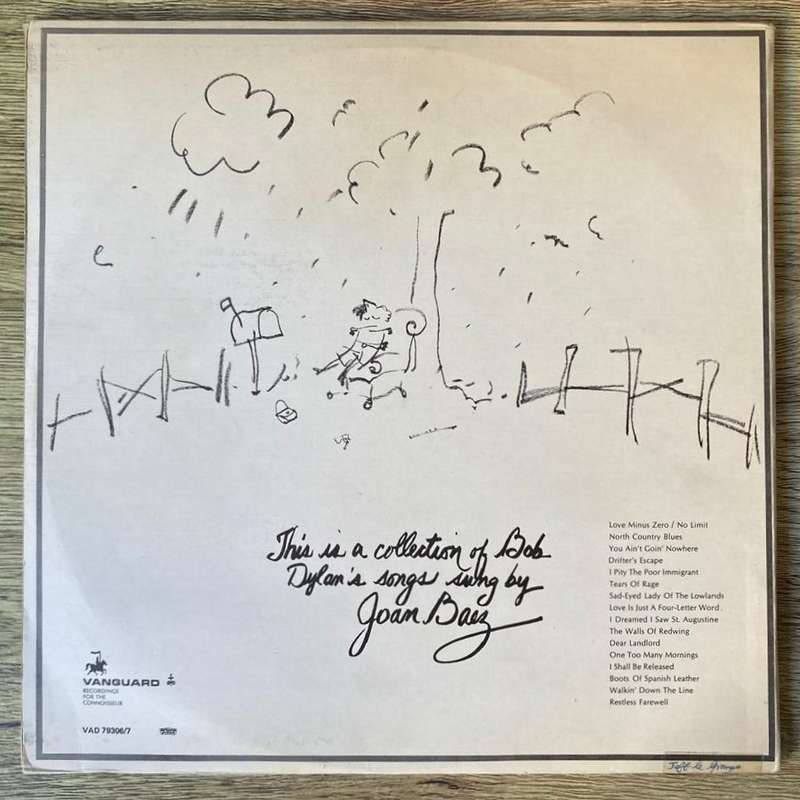 This is a collection of Bob
Dylan's songs sung by
Joan Baez
Love Minus Zero / No Limit
North Country Blues
You Ain't Goin' Nowhere
Drifter's Escape
I Pity The Poor Immigrant
Tears Of Rage
Sad-Eyed Lady Of The Lowlands
Love Is Just A Four-Letter Word
I Dreamed I Saw St. Augustine
The Walls Of Redwing
Dear Landlord
One Too Many Mornings
I Shall Be Released
Boots Of Spanish Leather
Walkin' Down The Line
Restless Farewell
VANGUARD
RECORDINGS
FOR THE
CONNOISSEUR
VAD 79306/7